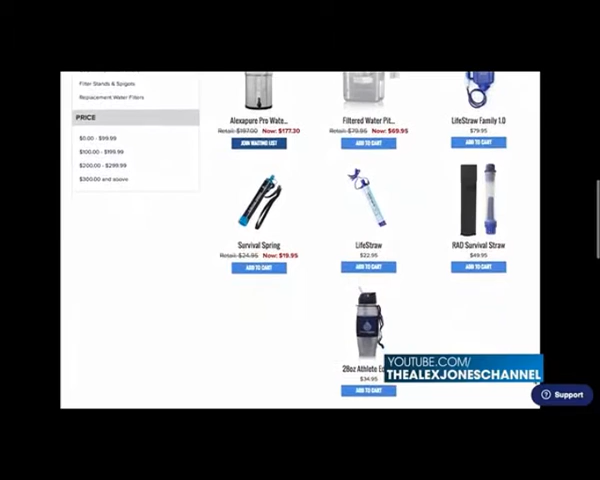 Filter Stands & Spigots
Replacement Water Filters
PRICE
$0.00 - $99.99
$100.00 - $199.99
$200.00 - $299.99
$300.00 and above
Alexapure Pro Wate...
Retail: $197.00 Now: $177.30
JOIN WAITING LIST
Filtered Water Pit...
Retail: $79.95 Now: $69.95
ADD TO CART
LifeStraw Family 1.0
$79.95
ADD TO CART
Survival Spring
Retail: $24.95 Now: $19.95
ADD TO CART
LifeStraw
$22.95
ADD TO CART
RAD Survival Straw
$49.95
ADD TO CART
28oz Athlete Ed
$34.95
ADD TO CART
YOUTUBE.COM/
THEALEXJONESCHANNEL
Support